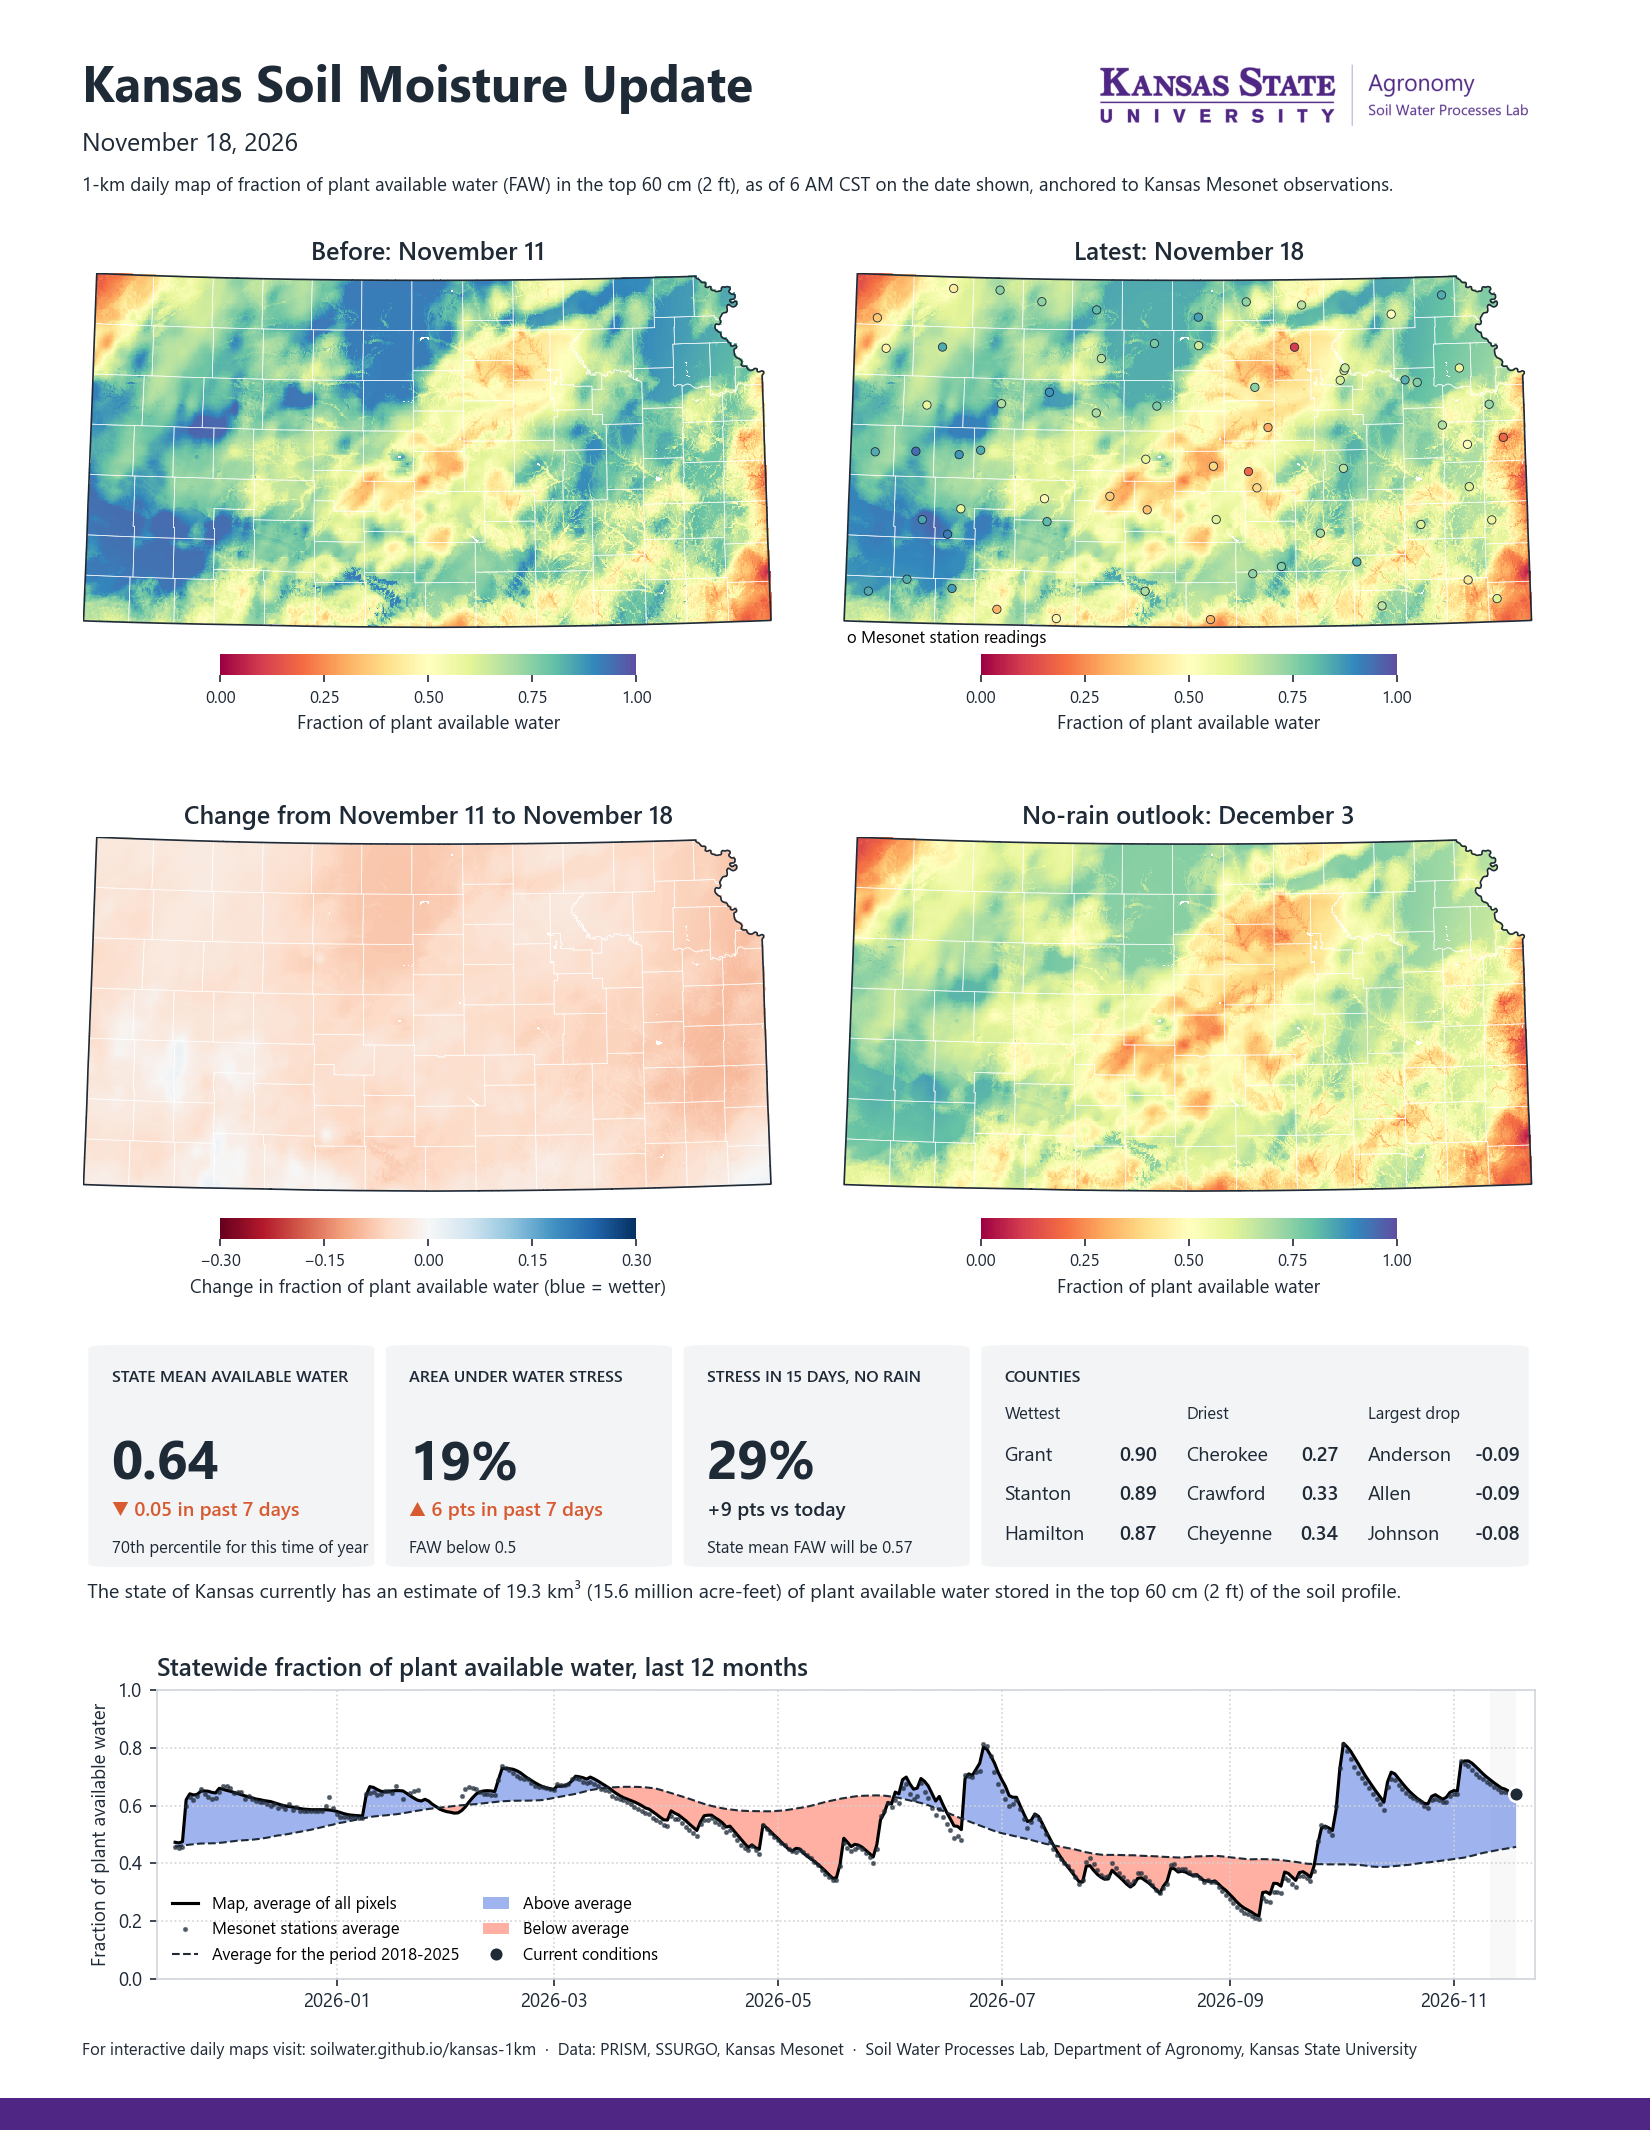 Kansas Soil Moisture Update
November 18, 2026
KANSAS STATE
UNIVERSITY
Agronomy
Soil Water Processes Lab
1-km daily map of fraction of plant available water (FAW) in the top 60 cm (2 ft), as of 6 AM CST on the date shown, anchored to Kansas Mesonet observations.
Before: November 11
0.00 0.25 0.50 0.75 1.00
Fraction of plant available water
Latest: November 18
o Mesonet station readings
0.00 0.25 0.50 0.75 1.00
Fraction of plant available water
Change from November 11 to November 18
−0.30 −0.15 0.00 0.15 0.30
Change in fraction of plant available water (blue = wetter)
No-rain outlook: December 3
0.00 0.25 0.50 0.75 1.00
Fraction of plant available water
STATE MEAN AVAILABLE WATER
0.64
▼ 0.05 in past 7 days
70th percentile for this time of year
AREA UNDER WATER STRESS
19%
▲ 6 pts in past 7 days
FAW below 0.5
STRESS IN 15 DAYS, NO RAIN
29%
+9 pts vs today
State mean FAW will be 0.57
COUNTIES
Wettest Driest Largest drop
Grant 0.90 Cherokee 0.27 Anderson -0.09
Stanton 0.89 Crawford 0.33 Allen -0.09
Hamilton 0.87 Cheyenne 0.34 Johnson -0.08
The state of Kansas currently has an estimate of 19.3 km³ (15.6 million acre-feet) of plant available water stored in the top 60 cm (2 ft) of the soil profile.
Statewide fraction of plant available water, last 12 months
Fraction of plant available water
1.0
0.8
0.6
0.4
0.2
0.0
Map, average of all pixels
Mesonet stations average
Average for the period 2018-2025
Above average
Below average
Current conditions
2026-01 2026-03 2026-05 2026-07 2026-09 2026-11
For interactive daily maps visit: soilwater.github.io/kansas-1km · Data: PRISM, SSURGO, Kansas Mesonet · Soil Water Processes Lab, Department of Agronomy, Kansas State University